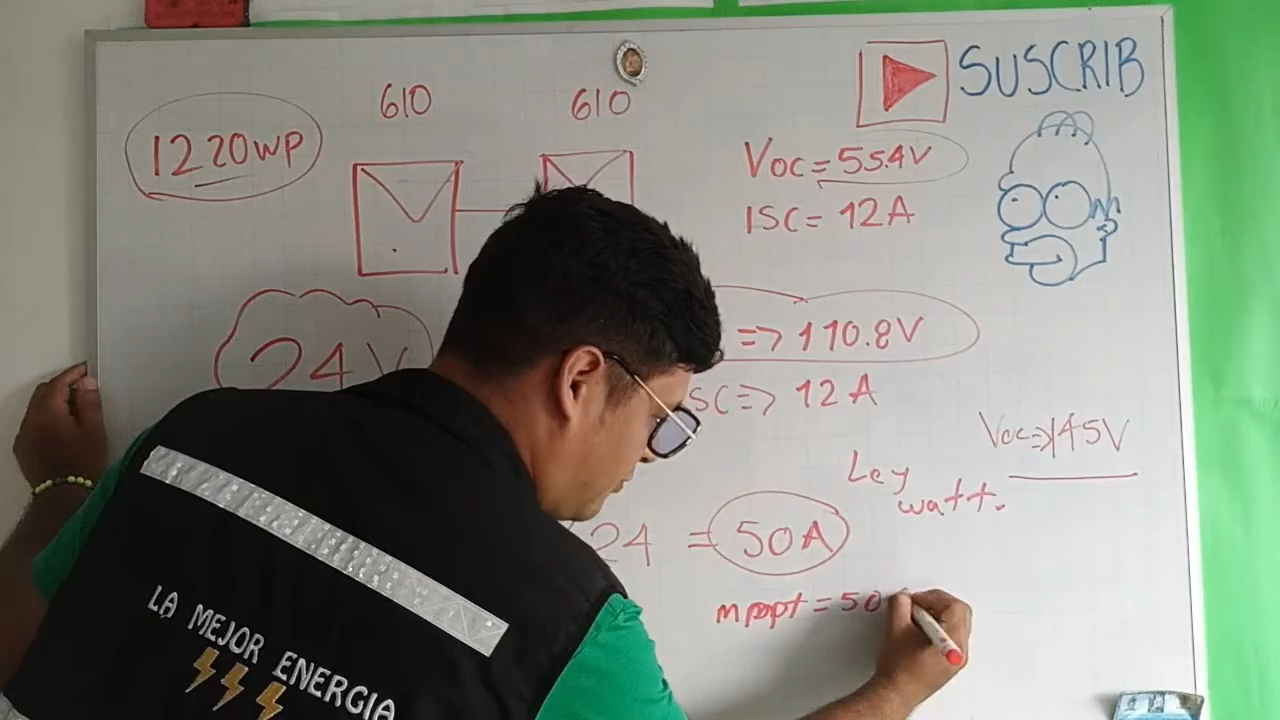 610 610
SUSCRIB
1220WP
Voc=55.4V
ISC= 12A
24V
=> 110.8V
SC=> 12A
Voc=>145V
Ley
watt.
24 = 50A
mppt = 50
LA MEJOR ENERGIA